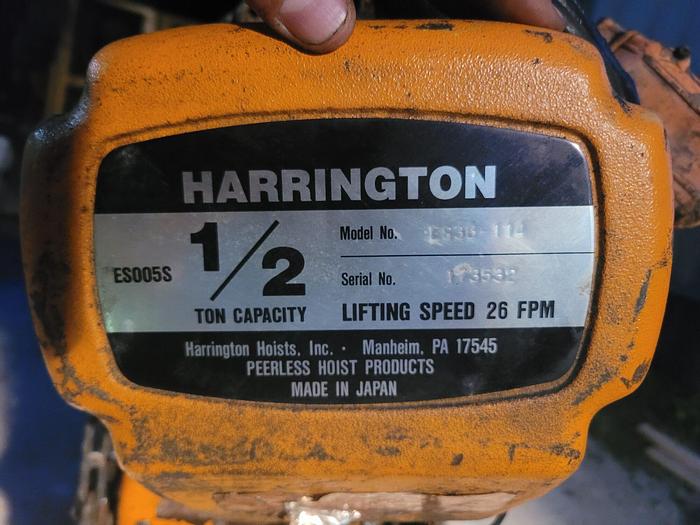 HARRINGTON
ES005S
1/2
TON CAPACITY
Model No.
Serial No.
LIFTING SPEED 26 FPM
Harrington Hoists, Inc. · Manheim, PA 17545
PEERLESS HOIST PRODUCTS
MADE IN JAPAN